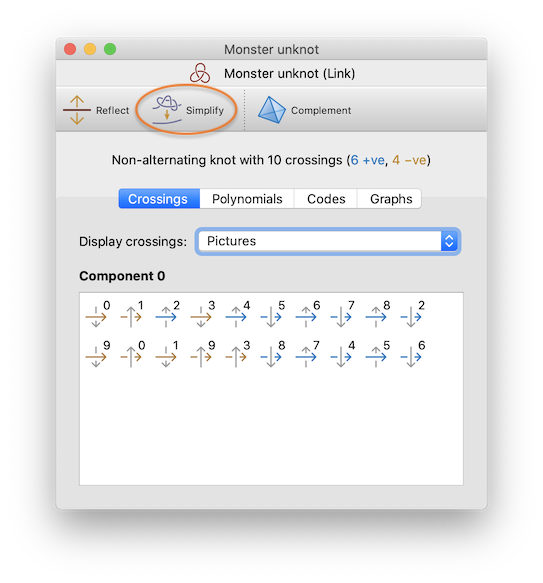 Monster unknot
Monster unknot (Link)
Reflect Simplify Complement
Non-alternating knot with 10 crossings (6 +ve, 4 −ve)
Crossings Polynomials Codes Graphs
Display crossings: Pictures
Component 0
0 1 2 3 4 5 6 7 8 2
9 0 1 9 3 8 7 4 5 6